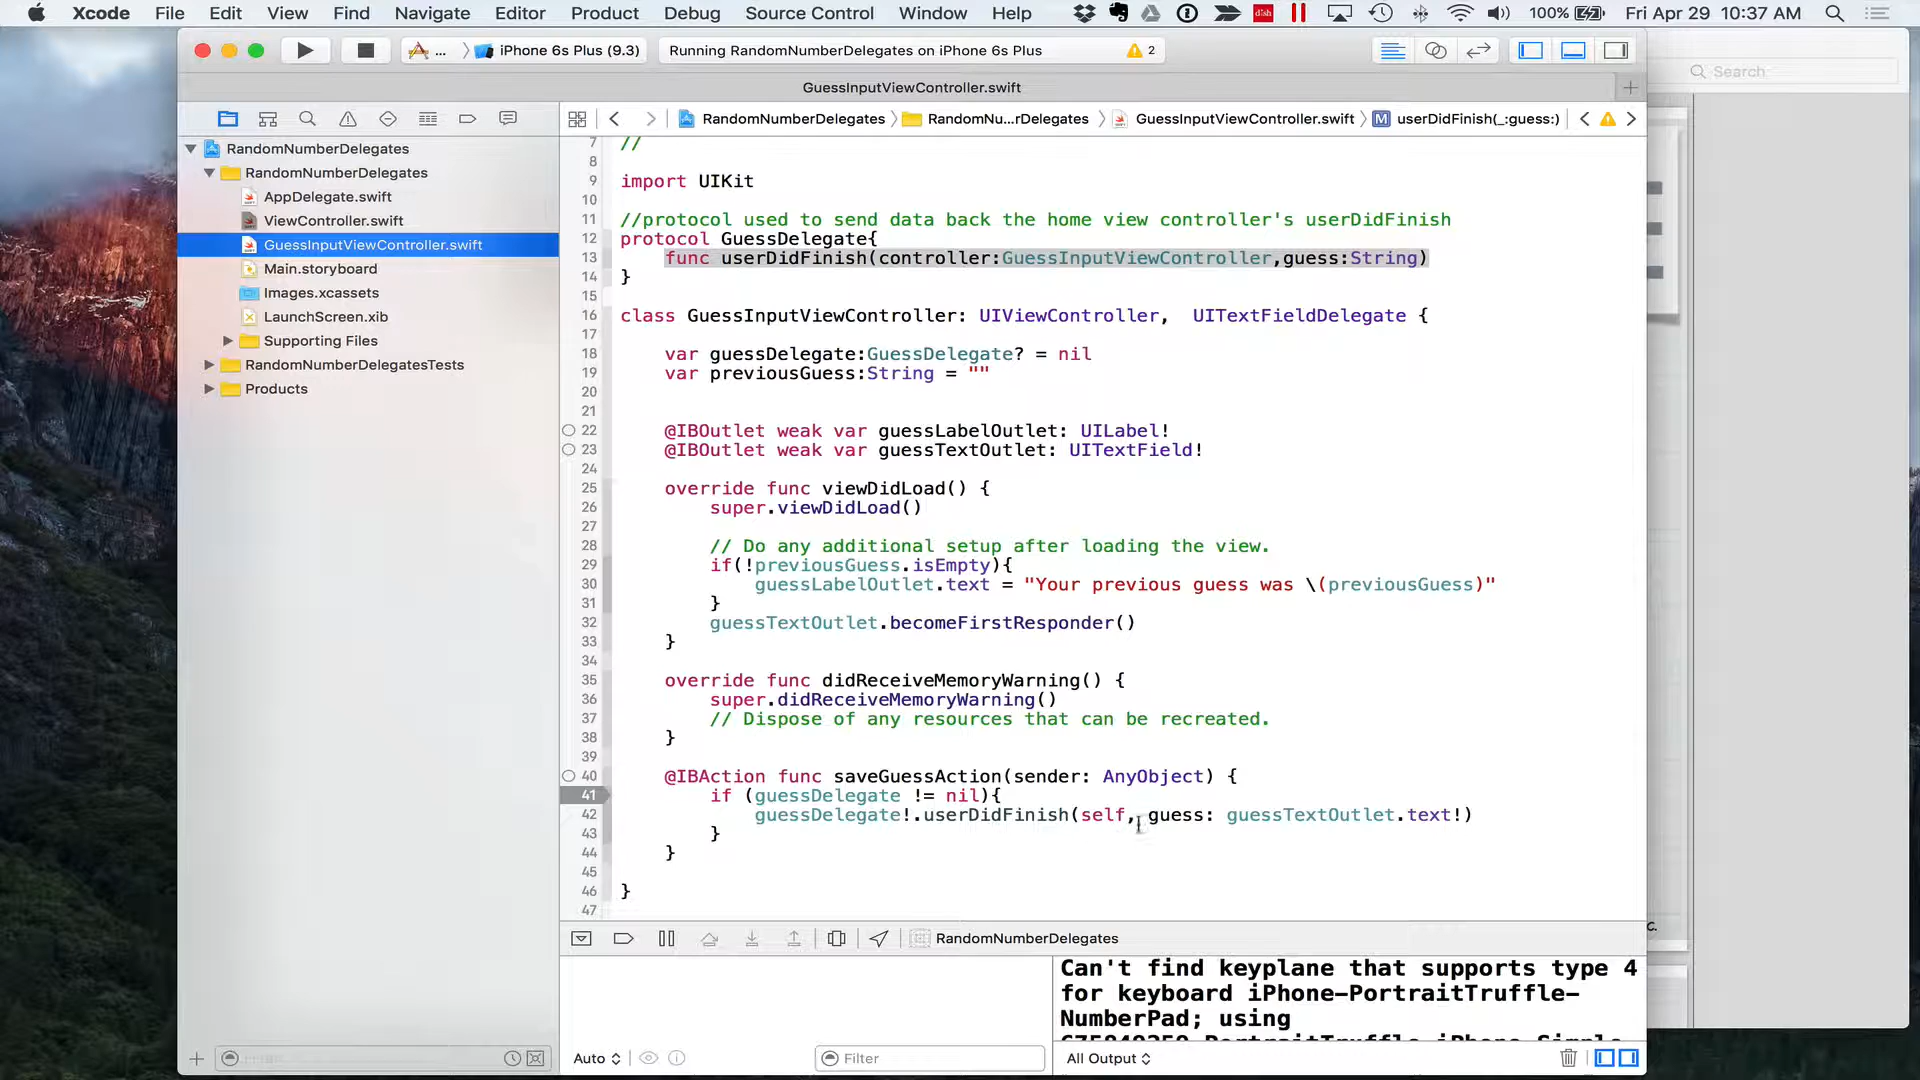 Xcode File Edit View Find Navigate Editor Product Debug Source Control Window Help dish 100% Fri Apr 29 10:37 AM
... iPhone 6s Plus (9.3) Running RandomNumberDelegates on iPhone 6s Plus 2
Search
GuessInputViewController.swift
RandomNumberDelegates RandomNu...rDelegates GuessInputViewController.swift M userDidFinish(_:guess:)
RandomNumberDelegates
RandomNumberDelegates
AppDelegate.swift
ViewController.swift
GuessInputViewController.swift
Main.storyboard
Images.xcassets
LaunchScreen.xib
Supporting Files
RandomNumberDelegatesTests
Products
7 //
8
9 import UIKit
10
11 //protocol used to send data back the home view controller's userDidFinish
12 protocol GuessDelegate{
13 func userDidFinish(controller:GuessInputViewController,guess:String)
14 }
15
16 class GuessInputViewController: UIViewController,  UITextFieldDelegate {
17
18 var guessDelegate:GuessDelegate? = nil
19 var previousGuess:String = ""
20
21
22 @IBOutlet weak var guessLabelOutlet: UILabel!
23 @IBOutlet weak var guessTextOutlet: UITextField!
24
25 override func viewDidLoad() {
26 super.viewDidLoad()
27
28 // Do any additional setup after loading the view.
29 if(!previousGuess.isEmpty){
30 guessLabelOutlet.text = "Your previous guess was \(previousGuess)"
31 }
32 guessTextOutlet.becomeFirstResponder()
33 }
34
35 override func didReceiveMemoryWarning() {
36 super.didReceiveMemoryWarning()
37 // Dispose of any resources that can be recreated.
38 }
39
40 @IBAction func saveGuessAction(sender: AnyObject) {
41 if (guessDelegate != nil){
42 guessDelegate!.userDidFinish(self, guess: guessTextOutlet.text!)
43 }
44 }
45
46 }
47
RandomNumberDelegates
Can't find keyplane that supports type 4
for keyboard iPhone-PortraitTruffle-
NumberPad; using
Auto Filter All Output